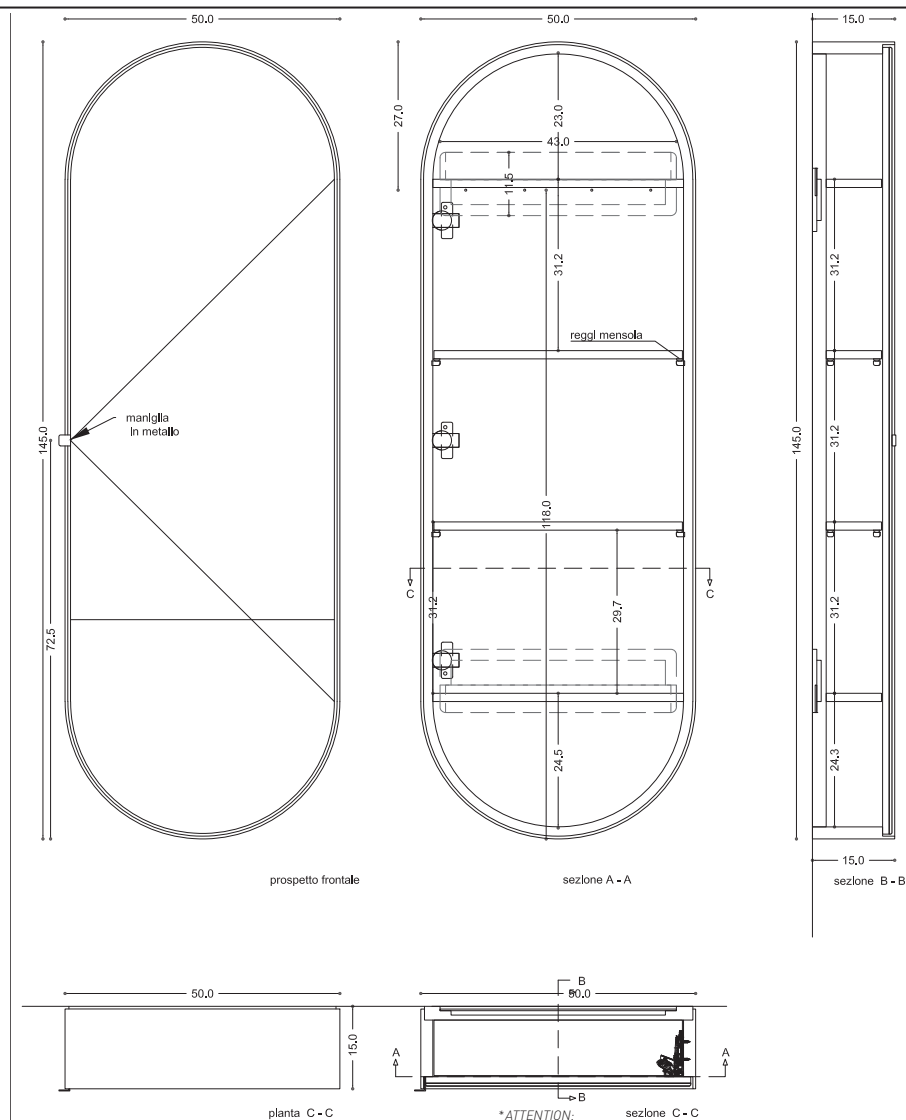 50.0
50.0
15.0
27.0
23.0
43.0
11.5
31.2
31.2
reggi mensola
maniglia
in metallo
145.0
145.0
31.2
118.0
C
C
31.2
29.7
31.2
72.5
24.5
24.3
15.0
prospetto frontale
sezione A - A
sezione B - B
B
50.0
50.0
15.0
A
A
B
pianta C - C
*ATTENTION:
sezione C - C